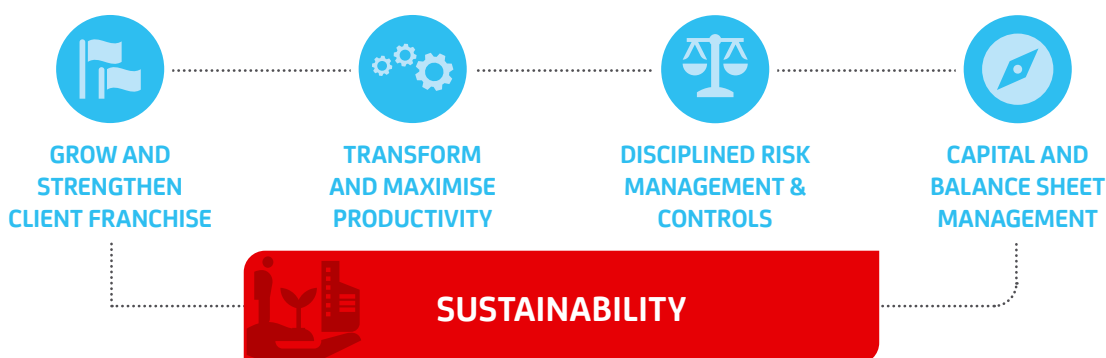 GROW AND
STRENGTHEN
CLIENT FRANCHISE
TRANSFORM
AND MAXIMISE
PRODUCTIVITY
DISCIPLINED RISK
MANAGEMENT &
CONTROLS
CAPITAL AND
BALANCE SHEET
MANAGEMENT
SUSTAINABILITY